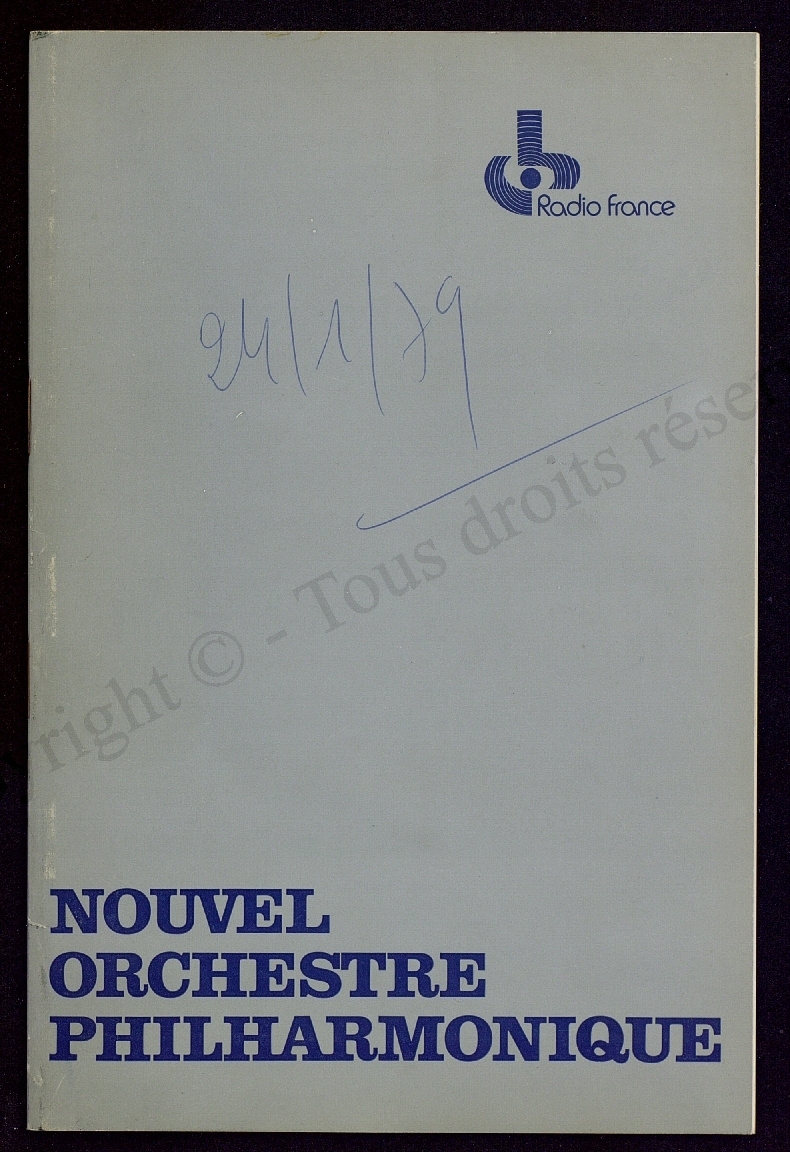 Radio france
24/1/79
right © - Tous droits rése
NOUVEL
ORCHESTRE
PHILHARMONIQUE